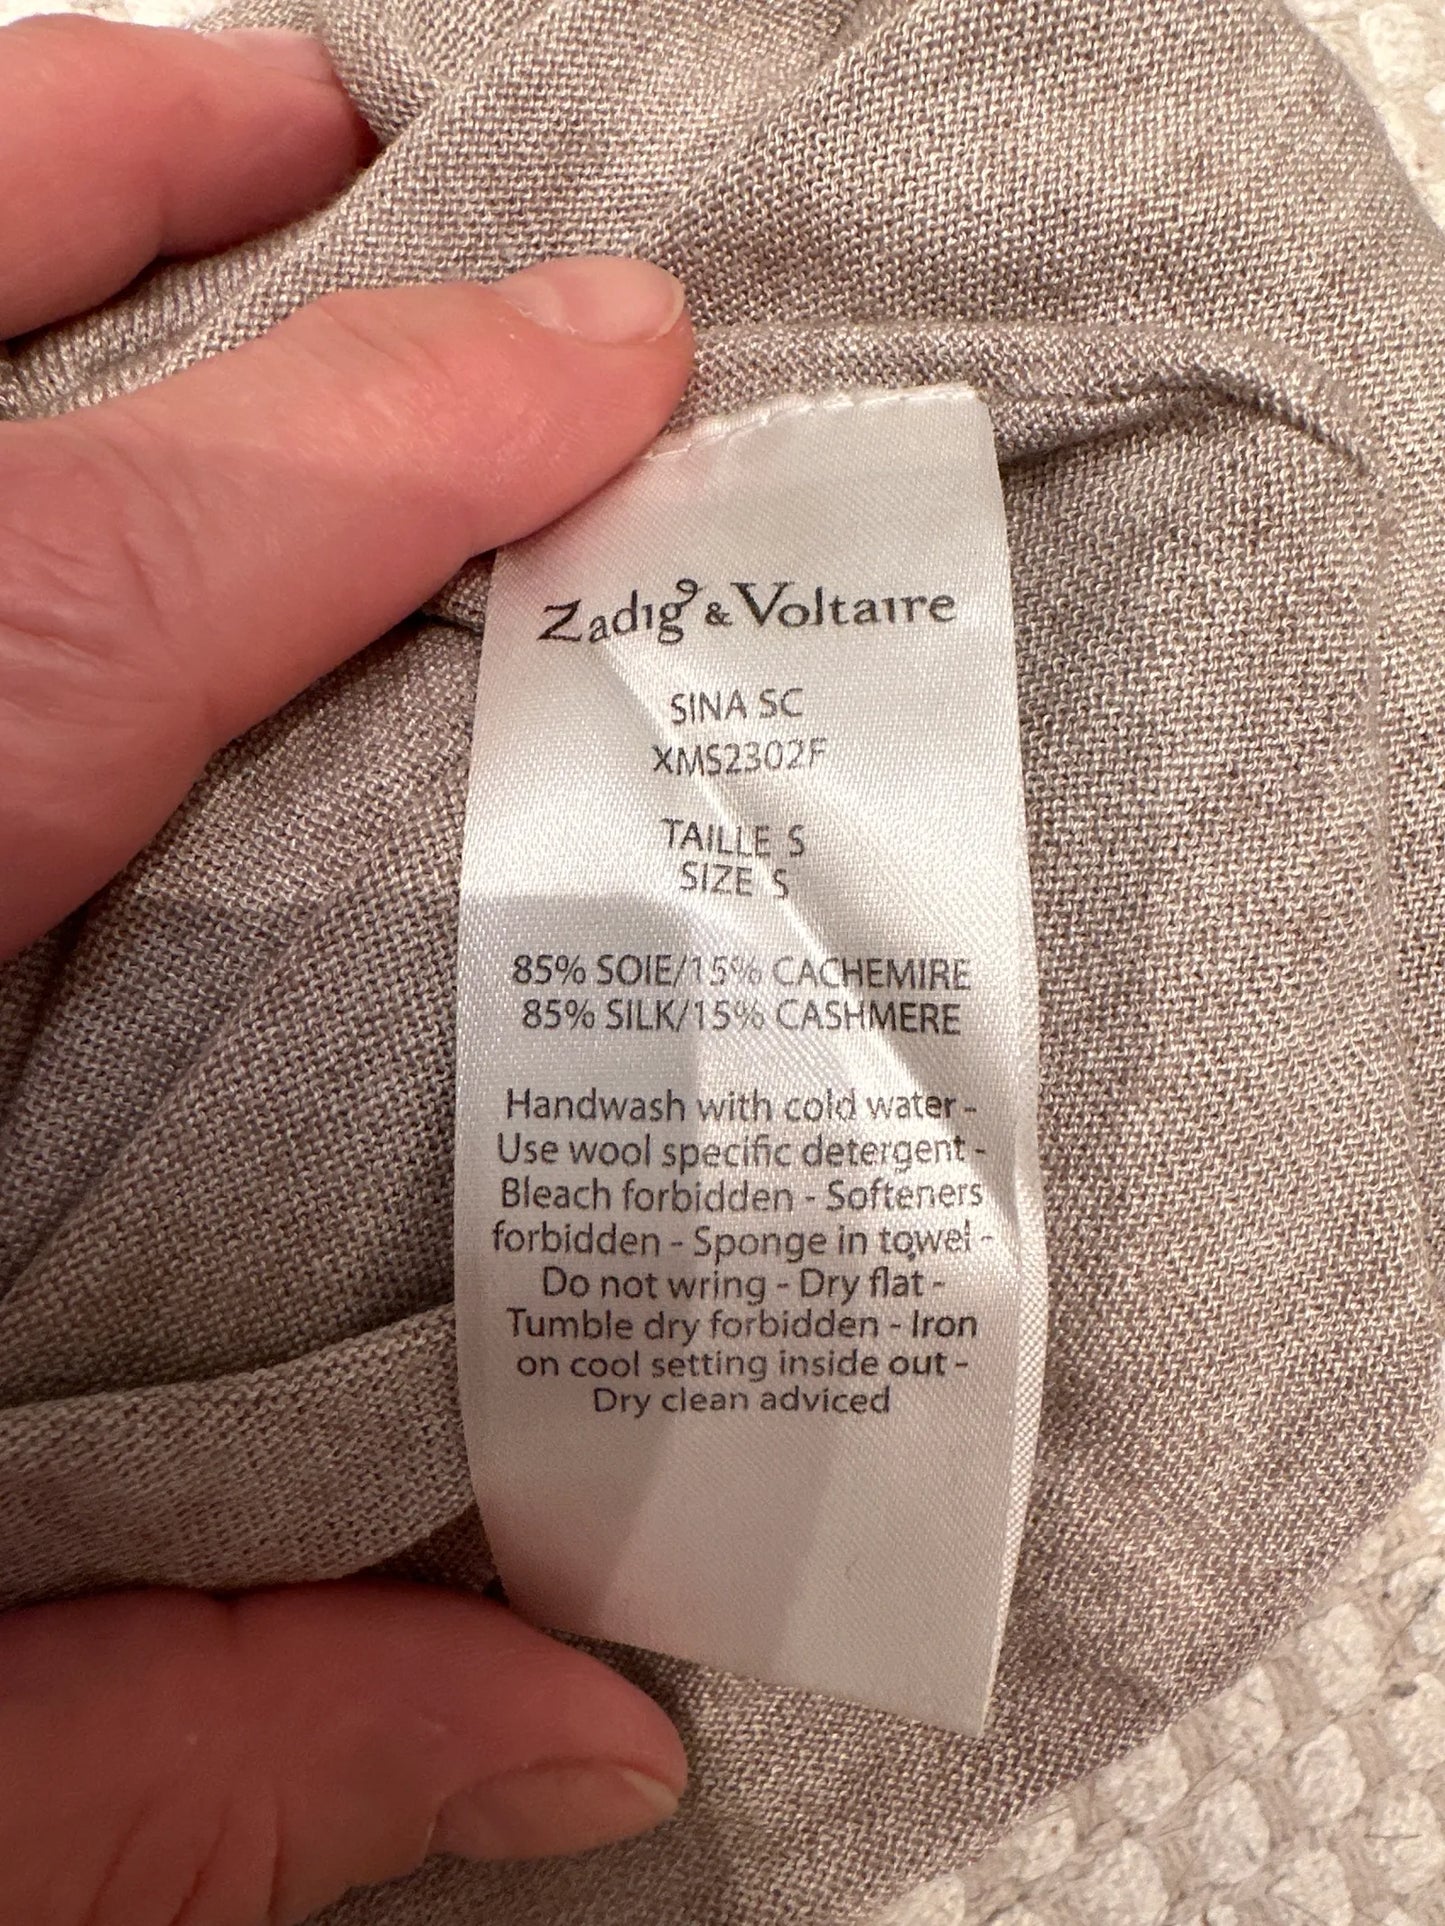 Zadig & Voltaire
SINA SC
XMS2302F
TAILLE S
SIZE S
85% SOIE/15% CACHEMIRE
85% SILK/15% CASHMERE
Handwash with cold water -
Use wool specific detergent -
Bleach forbidden - Softeners
forbidden - Sponge in towel -
Do not wring - Dry flat -
Tumble dry forbidden - Iron
on cool setting inside out -
Dry clean adviced